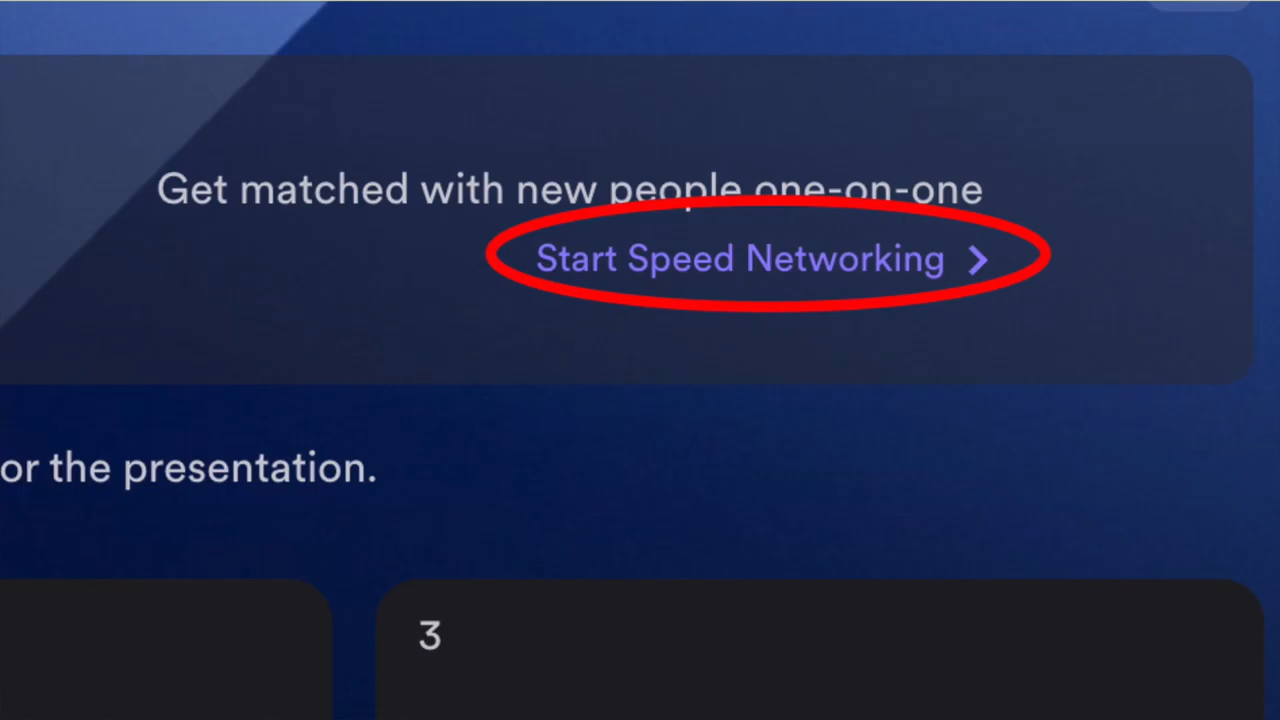 Get matched with new people one-on-one
Start Speed Networking
or the presentation.
3